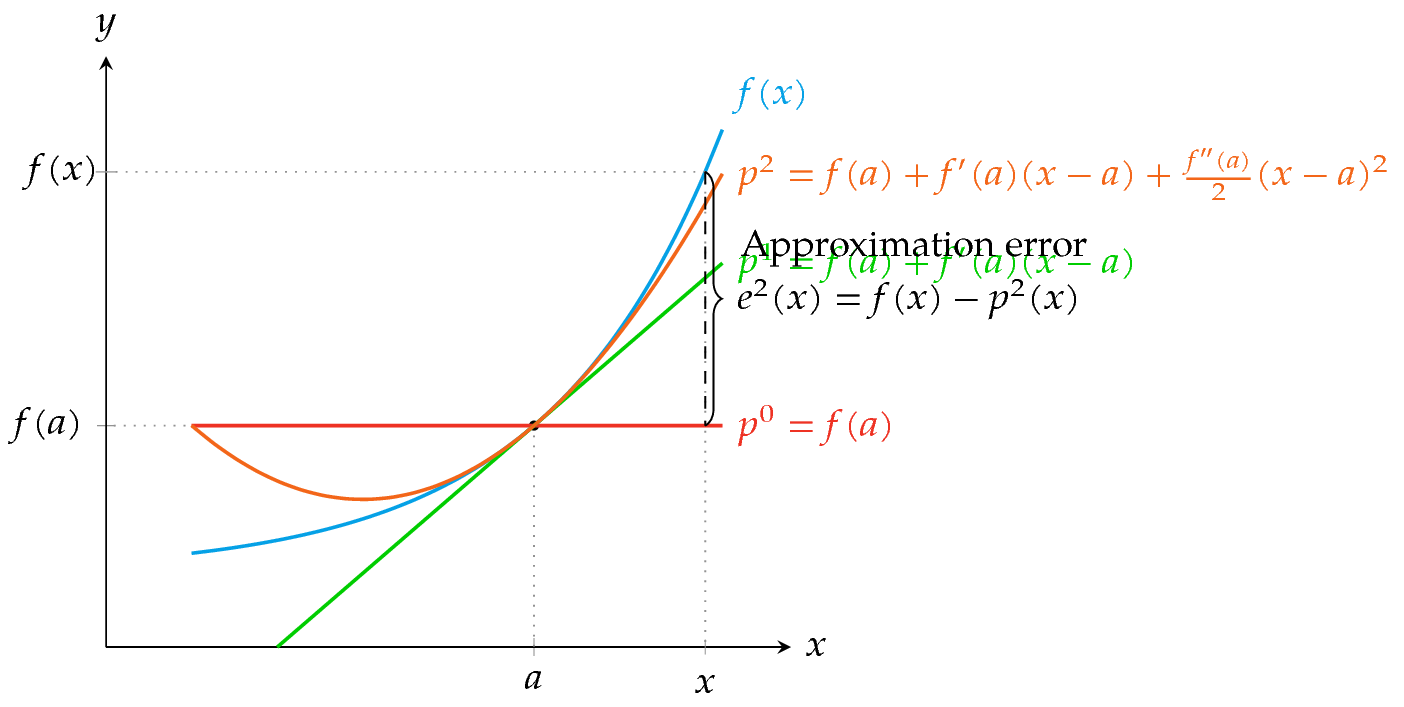 y
f(x)
f(x)
p² = f(a) + f′(a)(x − a) + f″(a)/2 (x − a)²
Approximation error
p¹ = f(a) + f′(a)(x − a)
e²(x) = f(x) − p²(x)
f(a)
p⁰ = f(a)
x
a
x